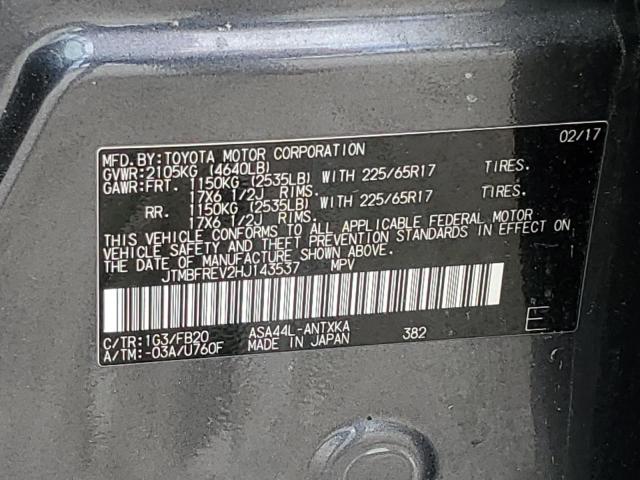 MFD.BY:TOYOTA MOTOR CORPORATION 02/17
GVWR:2105KG (4640LB)
GAWR:FRT. 1150KG (2535LB) WITH 225/65R17 TIRES.
17X6 1/2J RIMS.
RR. 1150KG (2535LB) WITH 225/65R17 TIRES.
17X6 1/2J RIMS.
THIS VEHICLE CONFORMS TO ALL APPLICABLE FEDERAL MOTOR
VEHICLE SAFETY AND THEFT PREVENTION STANDARDS IN EFFECT ON
THE DATE OF MANUFACTURE SHOWN ABOVE.
JTMBFREV2HJ143537 MPV
C/TR:1G3/FB20 ASA44L-ANTXKA 382 E
A/TM:-03A/U760F MADE IN JAPAN